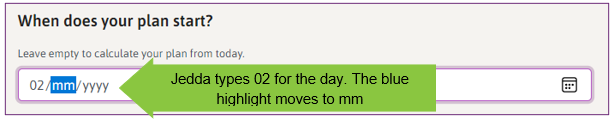 When does your plan start?
Leave empty to calculate your plan from today.
02/mm/yyyy
Jedda types 02 for the day. The blue
highlight moves to mm